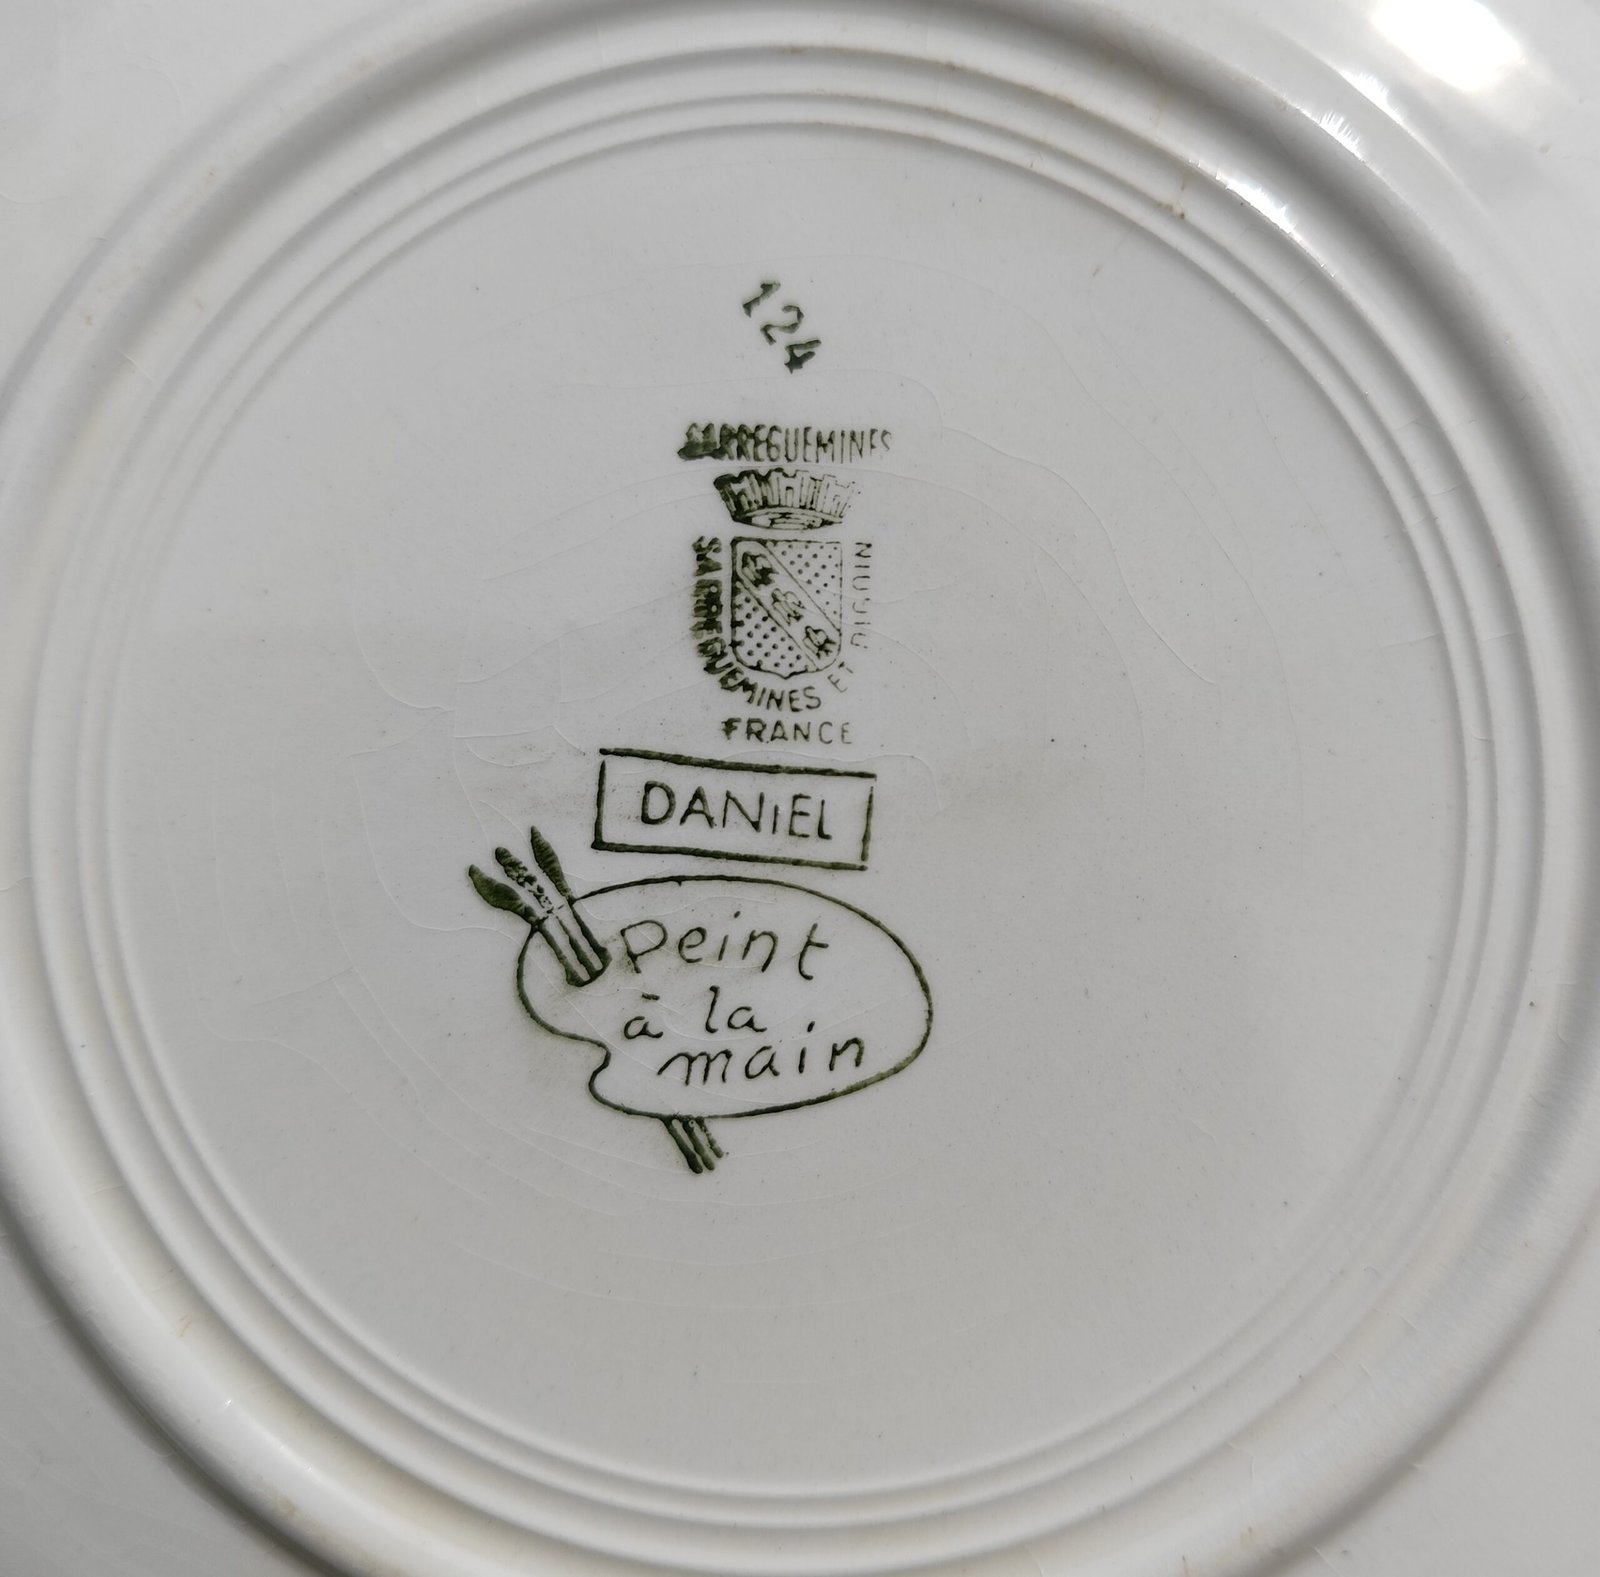 124
SARREGUEMINES
SARREGUEMINES ET DIGOIN
FRANCE
DANiEL
Peint
à la
main